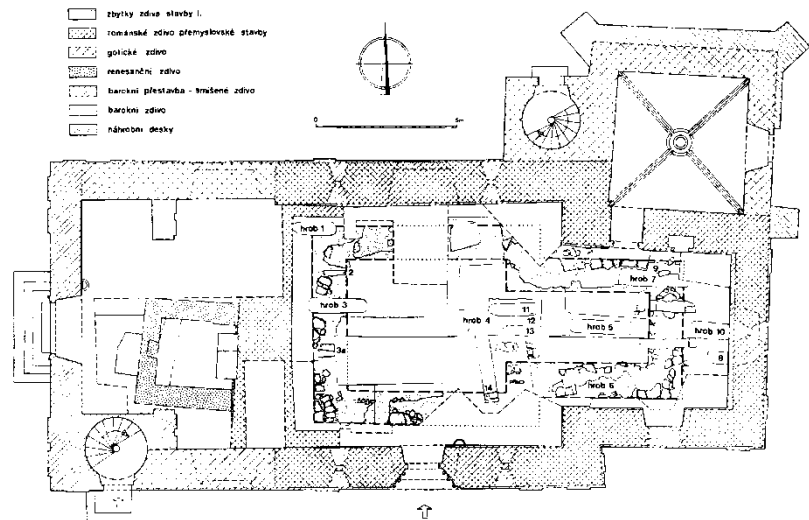 zbytky zdiva stavby I.
románské zdivo přemyslovské stavby
gotické zdivo
renesanční zdivo
barokní přestavba - smíšené zdivo
barokní zdivo
náhrobní desky
0 5m
hrob 1
2
hrob 3
3a
hrob 4
11
12
13
14
hrob 5
hrob 6
hrob 7
9
hrob 10
8